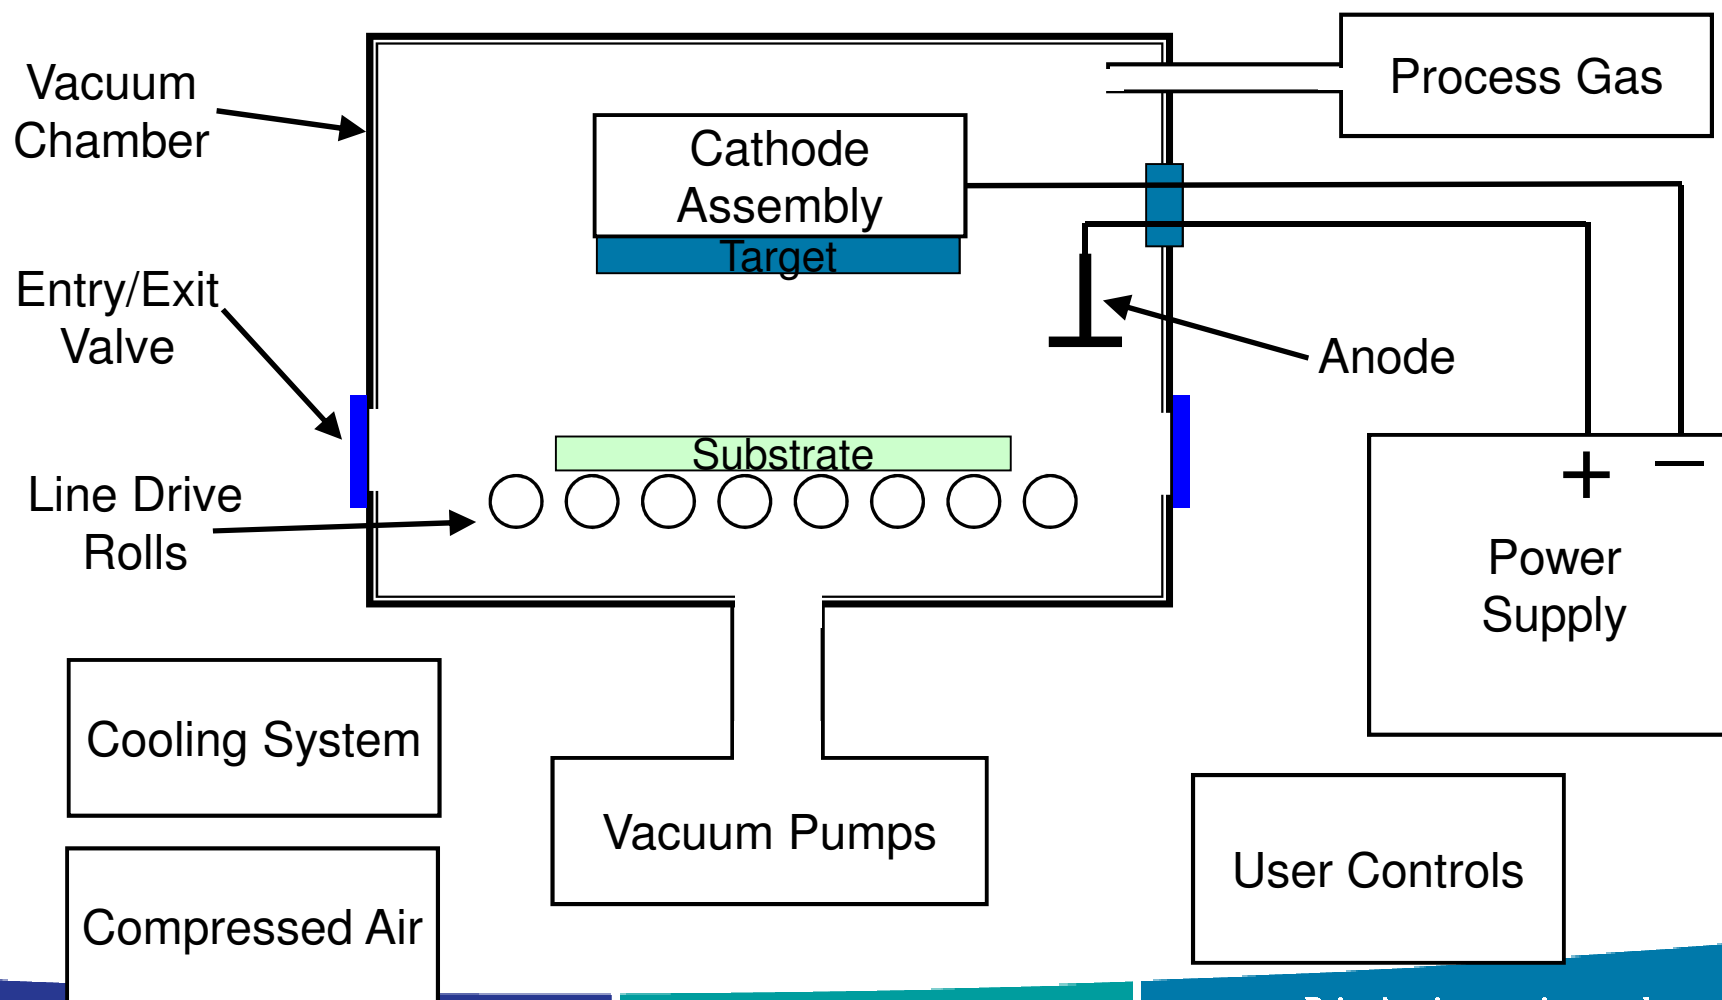 Process Gas
Vacuum
Chamber
Cathode
Assembly
Target
Entry/Exit
Valve
Anode
Substrate
+ –
Line Drive
Rolls
Power
Supply
Cooling System
Vacuum Pumps
User Controls
Compressed Air